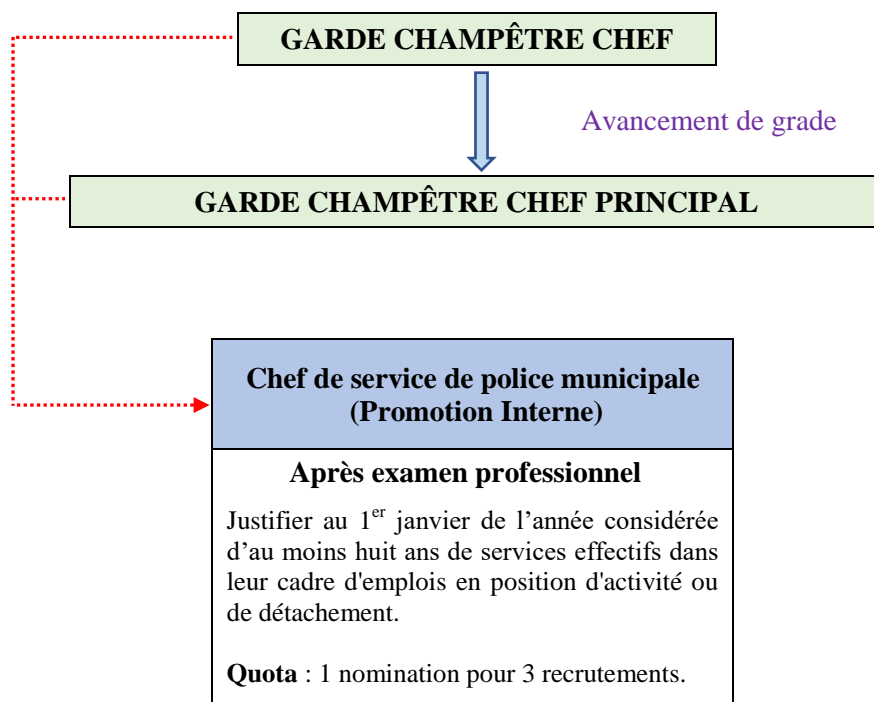 GARDE CHAMPÊTRE CHEF
Avancement de grade
GARDE CHAMPÊTRE CHEF PRINCIPAL
Chef de service de police municipale
(Promotion Interne)
Après examen professionnel
Justifier au 1er janvier de l’année considérée
d’au moins huit ans de services effectifs dans
leur cadre d'emplois en position d'activité ou
de détachement.
Quota : 1 nomination pour 3 recrutements.